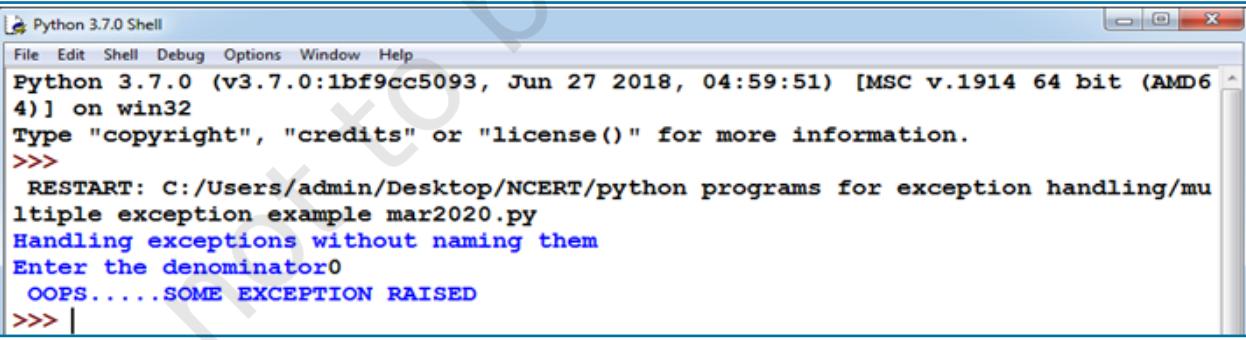 Python 3.7.0 Shell
File Edit Shell Debug Options Window Help
Python 3.7.0 (v3.7.0:1bf9cc5093, Jun 27 2018, 04:59:51) [MSC v.1914 64 bit (AMD6
4)] on win32
Type "copyright", "credits" or "license()" for more information.
>>>
RESTART: C:/Users/admin/Desktop/NCERT/python programs for exception handling/mu
ltiple exception example mar2020.py
Handling exceptions without naming them
Enter the denominator0
OOPS.....SOME EXCEPTION RAISED
>>>
not to b